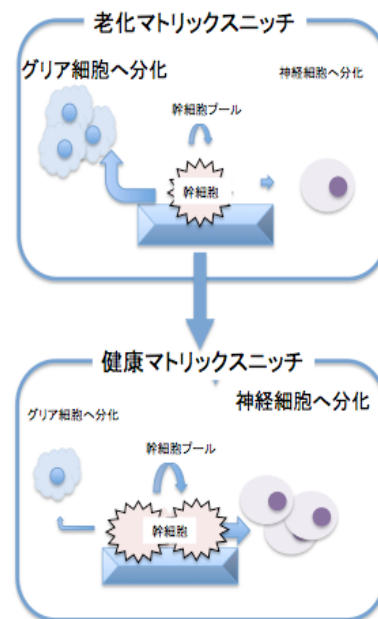 老化マトリックスニッチ
グリア細胞へ分化
神経細胞へ分化
幹細胞プール
幹細胞
健康マトリックスニッチ
神経細胞へ分化
グリア細胞へ分化
幹細胞プール
幹細胞